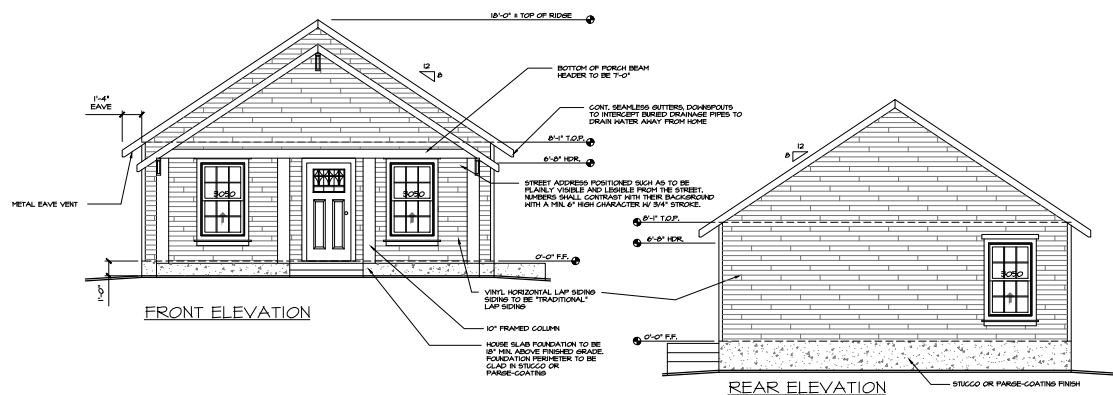 18'-0" ± TOP OF RIDGE
12
8
BOTTOM OF PORCH BEAM
HEADER TO BE 7'-0"
1'-4"
EAVE
CONT. SEAMLESS GUTTERS, DOWNSPOUTS
TO INTERCEPT BURIED DRAINAGE PIPES TO
DRAIN WATER AWAY FROM HOME
8'-1" T.O.P.
6'-8" HDR.
12
8
3050
3050
STREET ADDRESS POSITIONED SUCH AS TO BE
PLAINLY VISIBLE AND LEGIBLE FROM THE STREET.
NUMBERS SHALL CONTRAST WITH THEIR BACKGROUND
WITH A MIN. 6" HIGH CHARACTER W/ 3/4" STROKE.
METAL EAVE VENT
8'-1" T.O.P.
6'-8" HDR.
0'-0" F.F.
3050
1'-0"
VINYL HORIZONTAL LAP SIDING
SIDING TO BE "TRADITIONAL"
LAP SIDING
FRONT ELEVATION
10" FRAMED COLUMN
0'-0" F.F.
HOUSE SLAB FOUNDATION TO BE
18" MIN. ABOVE FINISHED GRADE.
FOUNDATION PERIMETER TO BE
CLAD IN STUCCO OR
PARGE-COATING
REAR ELEVATION
STUCCO OR PARGE-COATING FINISH